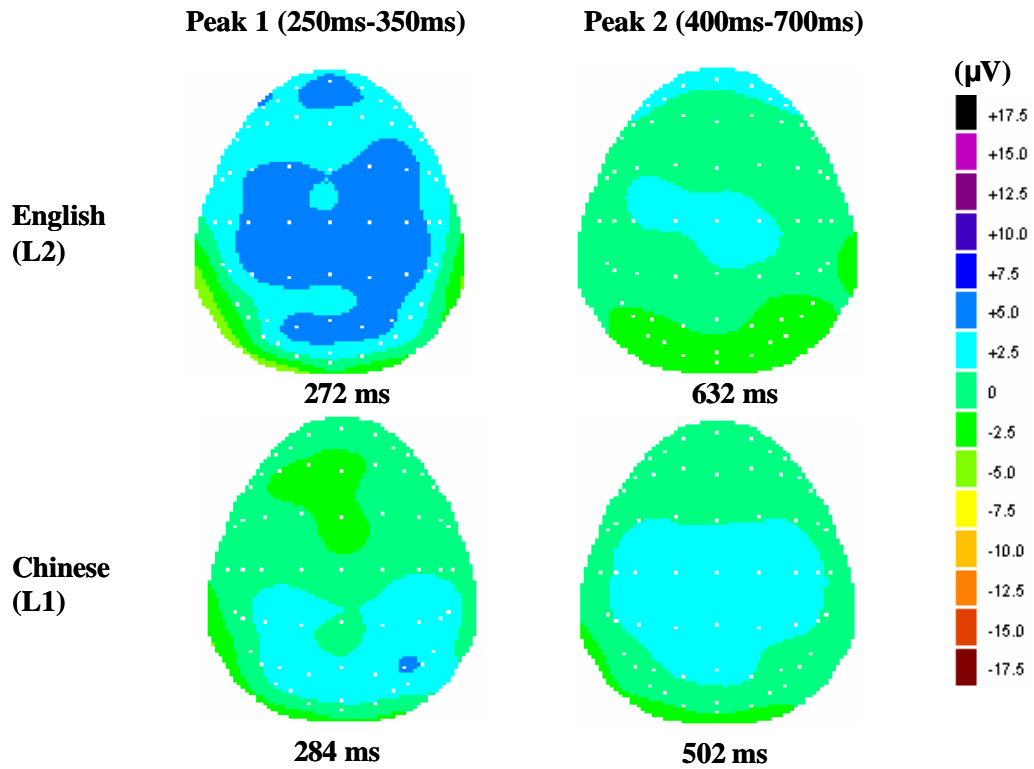 Peak 1 (250ms-350ms)
Peak 2 (400ms-700ms)
(µV)
+17.5
+15.0
+12.5
+10.0
+7.5
+5.0
+2.5
0
-2.5
-5.0
-7.5
-10.0
-12.5
-15.0
-17.5
English
(L2)
272 ms
632 ms
Chinese
(L1)
284 ms
502 ms